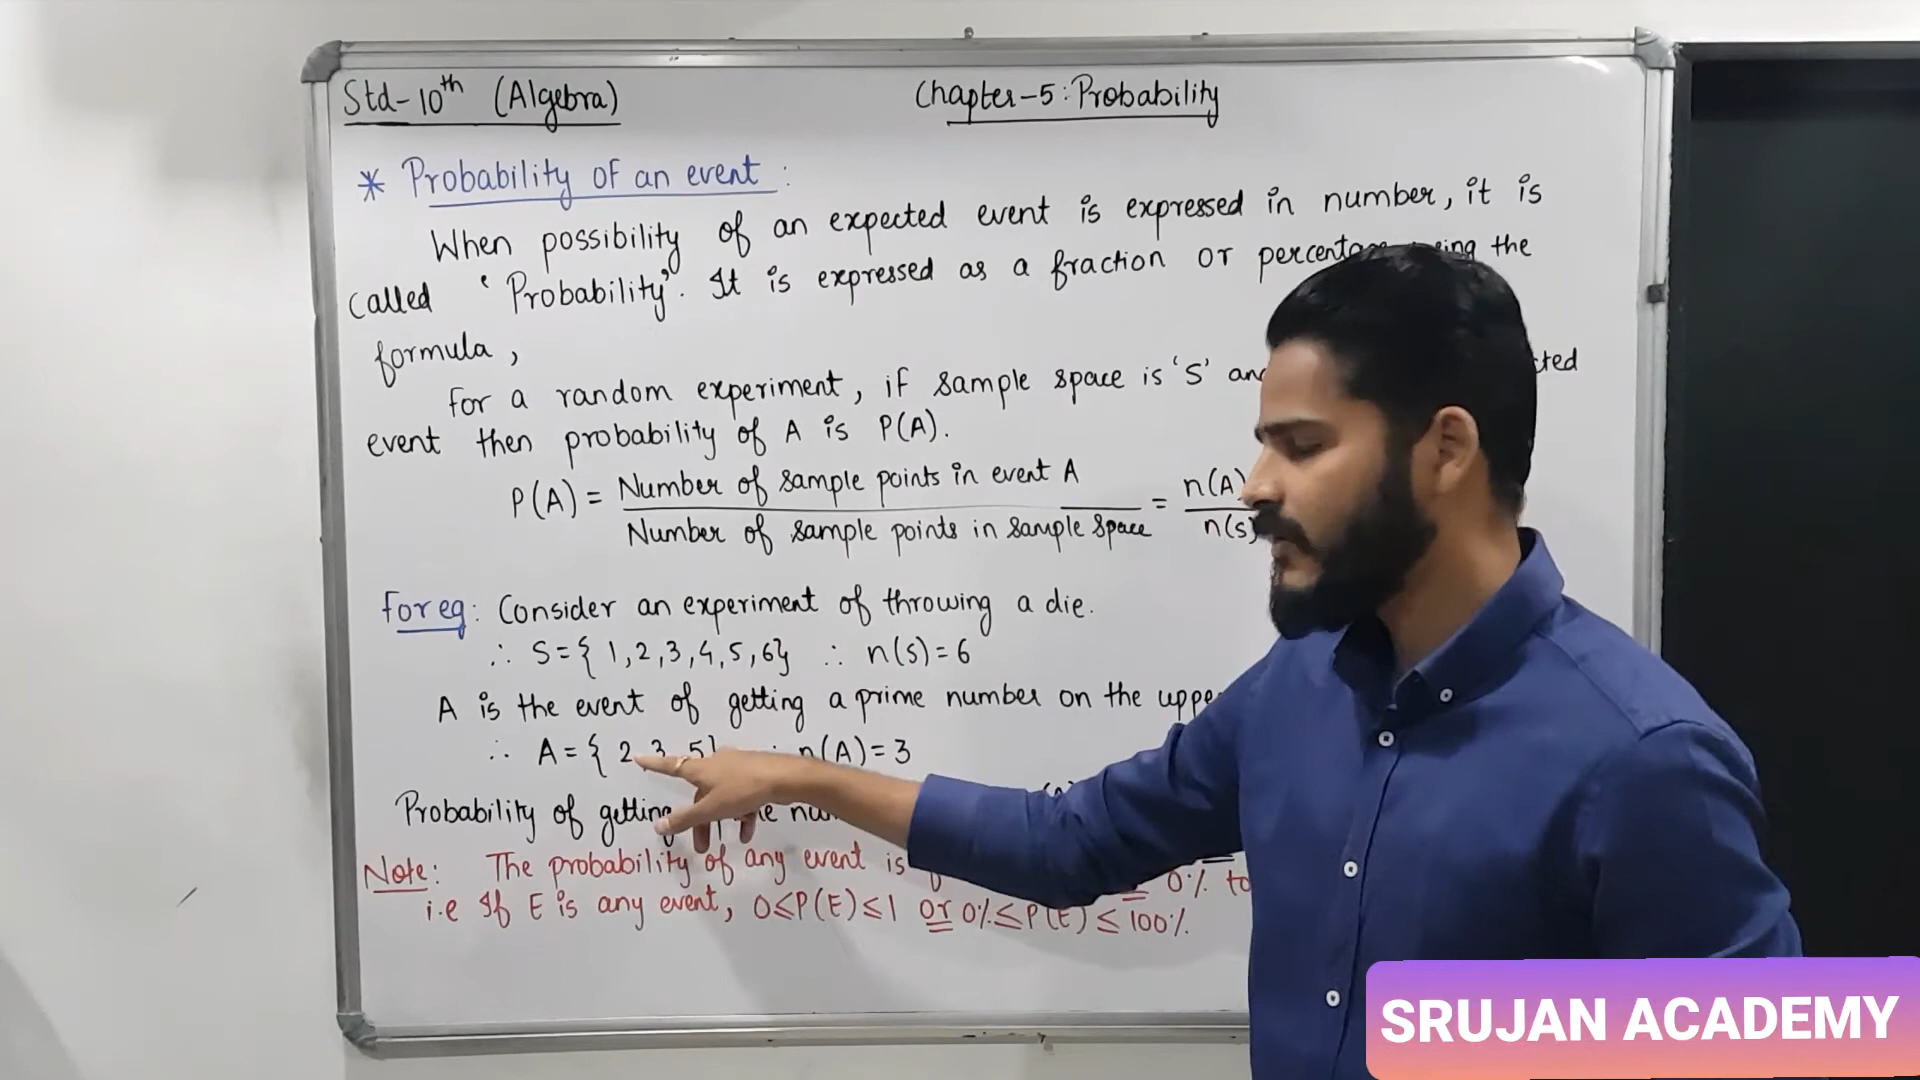 Std-10th (Algebra) Chapter-5: Probability
* Probability of an event :
When possibility of an expected event is expressed in number, it is
called 'Probability'. It is expressed as a fraction or the
formula,
for a random experiment, if sample space is 'S'
event then probability of A is P(A).
P(A) = Number of sample points in event A / Number of sample points in sample space = n(A) / n(s)
For eg: Consider an experiment of throwing a die.
∴ S={ 1,2,3,4,5,6} ∴ n(s)=6
A is the event of getting a prime number on the
∴ A={ 2,3,5} ∴ n(A)=3
Probability of getting
Note: The probability of any event is 0% to
i.e If E is any event, 0≤P(E)≤1 or 0%≤P(E)≤100%.
SRUJAN ACADEMY